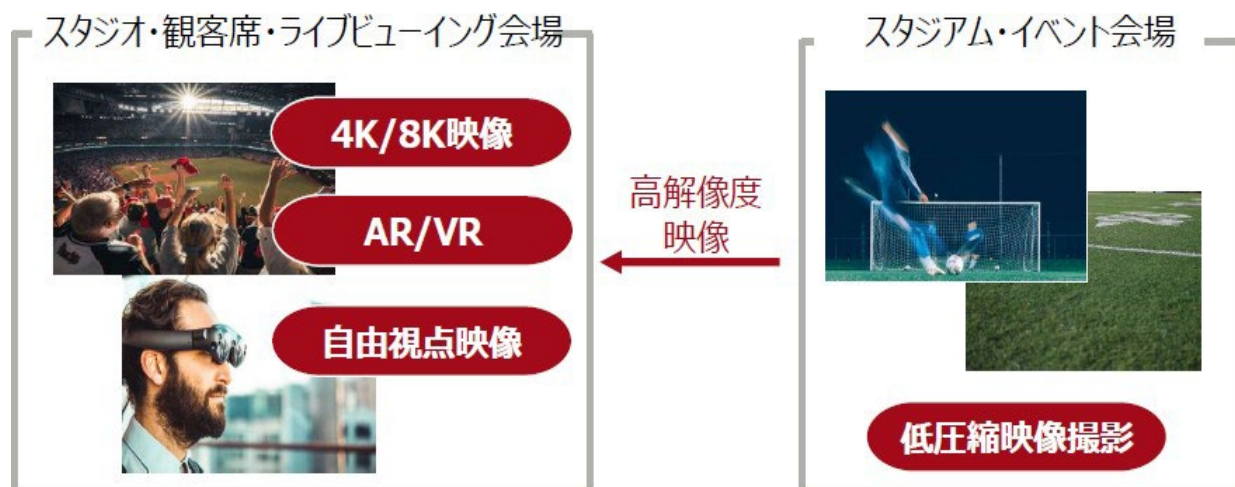 スタジオ・観客席・ライブビューイング会場
4K/8K映像
AR/VR
自由視点映像
高解像度
映像
スタジアム・イベント会場
低圧縮映像撮影